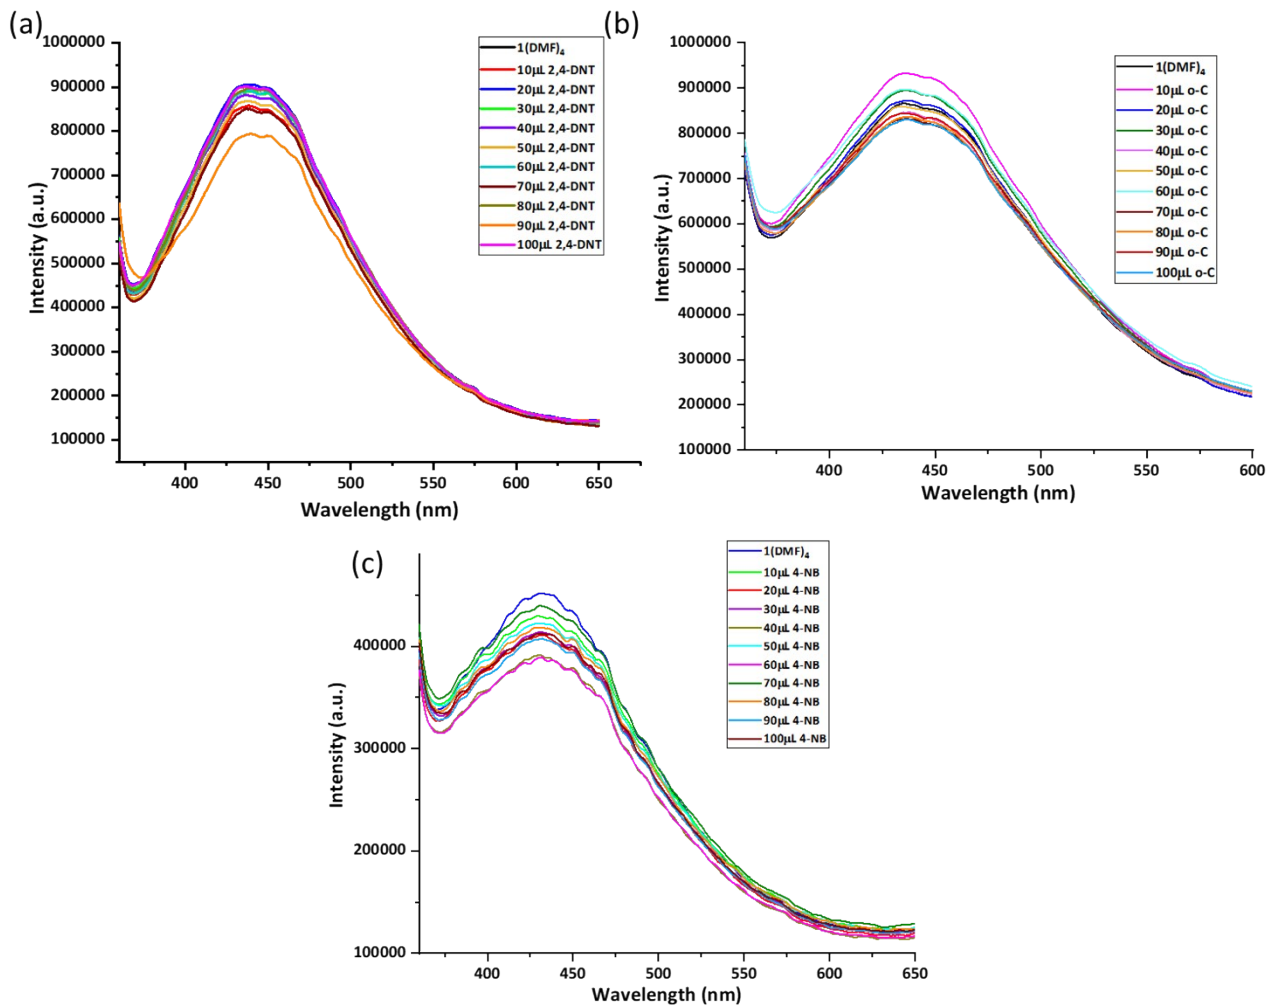 (a)
1000000
900000
800000
700000
600000
500000
400000
300000
200000
100000
Intensity (a.u.)
400
450
500
550
600
650
Wavelength (nm)
1(DMF)₄
10μL 2,4-DNT
20μL 2,4-DNT
30μL 2,4-DNT
40μL 2,4-DNT
50μL 2,4-DNT
60μL 2,4-DNT
70μL 2,4-DNT
80μL 2,4-DNT
90μL 2,4-DNT
100μL 2,4-DNT
(b)
1000000
900000
800000
700000
600000
500000
400000
300000
200000
100000
Intensity (a.u.)
400
450
500
550
600
Wavelength (nm)
1(DMF)₄
10μL o-C
20μL o-C
30μL o-C
40μL o-C
50μL o-C
60μL o-C
70μL o-C
80μL o-C
90μL o-C
100μL o-C
(c)
400000
300000
200000
100000
Intensity (a.u.)
400
450
500
550
600
650
Wavelength (nm)
1(DMF)₄
10μL 4-NB
20μL 4-NB
30μL 4-NB
40μL 4-NB
50μL 4-NB
60μL 4-NB
70μL 4-NB
80μL 4-NB
90μL 4-NB
100μL 4-NB